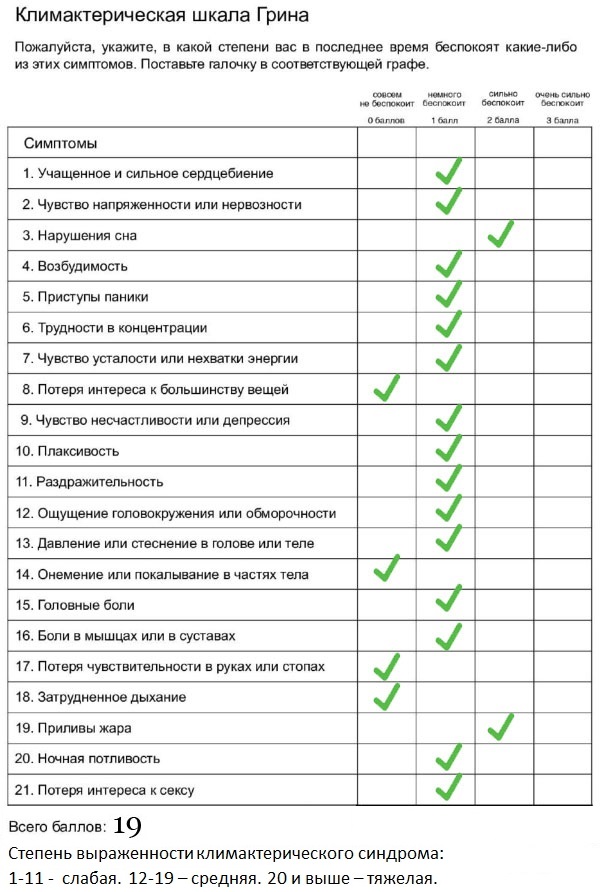 Климактерическая шкала Грина
Пожалуйста, укажите, в какой степени вас в последнее время беспокоят какие-либо
из этих симптомов. Поставьте галочку в соответствующей графе.
совсем не беспокоит немного беспокоит сильно беспокоит очень сильно беспокоит
0 баллов 1 балл 2 балла 3 балла
Симптомы
1. Учащенное и сильное сердцебиение
2. Чувство напряженности или нервозности
3. Нарушения сна
4. Возбудимость
5. Приступы паники
6. Трудности в концентрации
7. Чувство усталости или нехватки энергии
8. Потеря интереса к большинству вещей
9. Чувство несчастливости или депрессия
10. Плаксивость
11. Раздражительность
12. Ощущение головокружения или обморочности
13. Давление или стеснение в голове или теле
14. Онемение или покалывание в частях тела
15. Головные боли
16. Боли в мышцах или в суставах
17. Потеря чувствительности в руках или стопах
18. Затрудненное дыхание
19. Приливы жара
20. Ночная потливость
21. Потеря интереса к сексу
Всего баллов: 19
Степень выраженности климактерического синдрома:
1-11 - слабая. 12-19 – средняя. 20 и выше – тяжелая.